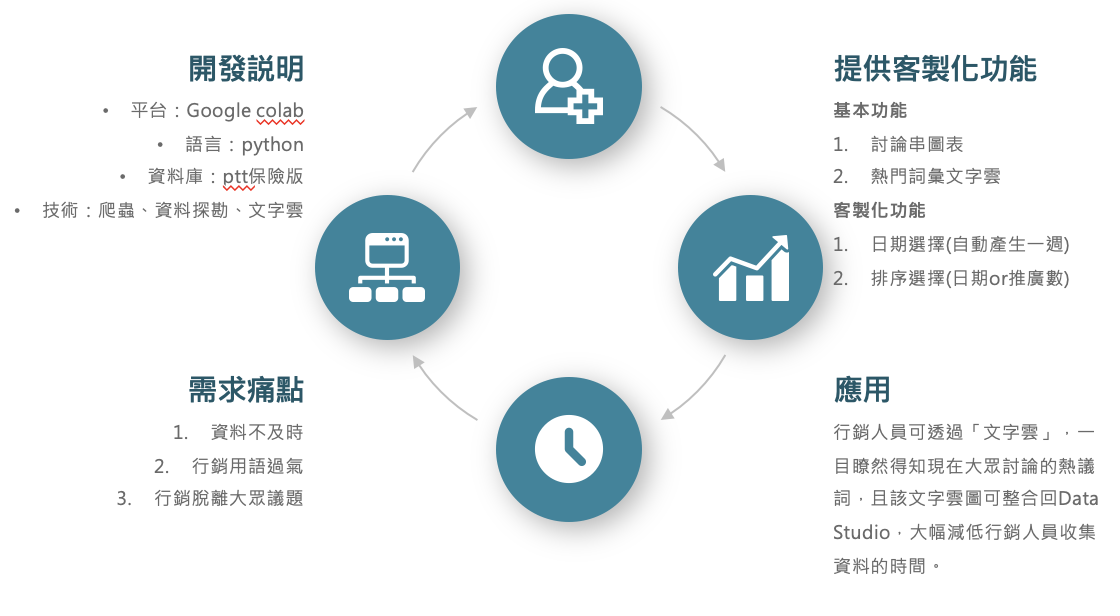 開發説明
• 平台：Google colab
• 語言：python
• 資料庫：ptt保險版
• 技術：爬蟲、資料探勘、文字雲
提供客製化功能
基本功能
1. 討論串圖表
2. 熱門詞彙文字雲
客製化功能
1. 日期選擇(自動產生一週)
2. 排序選擇(日期or推廣數)
需求痛點
1. 資料不及時
2. 行銷用語過氣
3. 行銷脫離大眾議題
應用
行銷人員可透過「文字雲」，一
目瞭然得知現在大眾討論的熱議
詞，且該文字雲圖可整合回Data
Studio，大幅減低行銷人員收集
資料的時間。